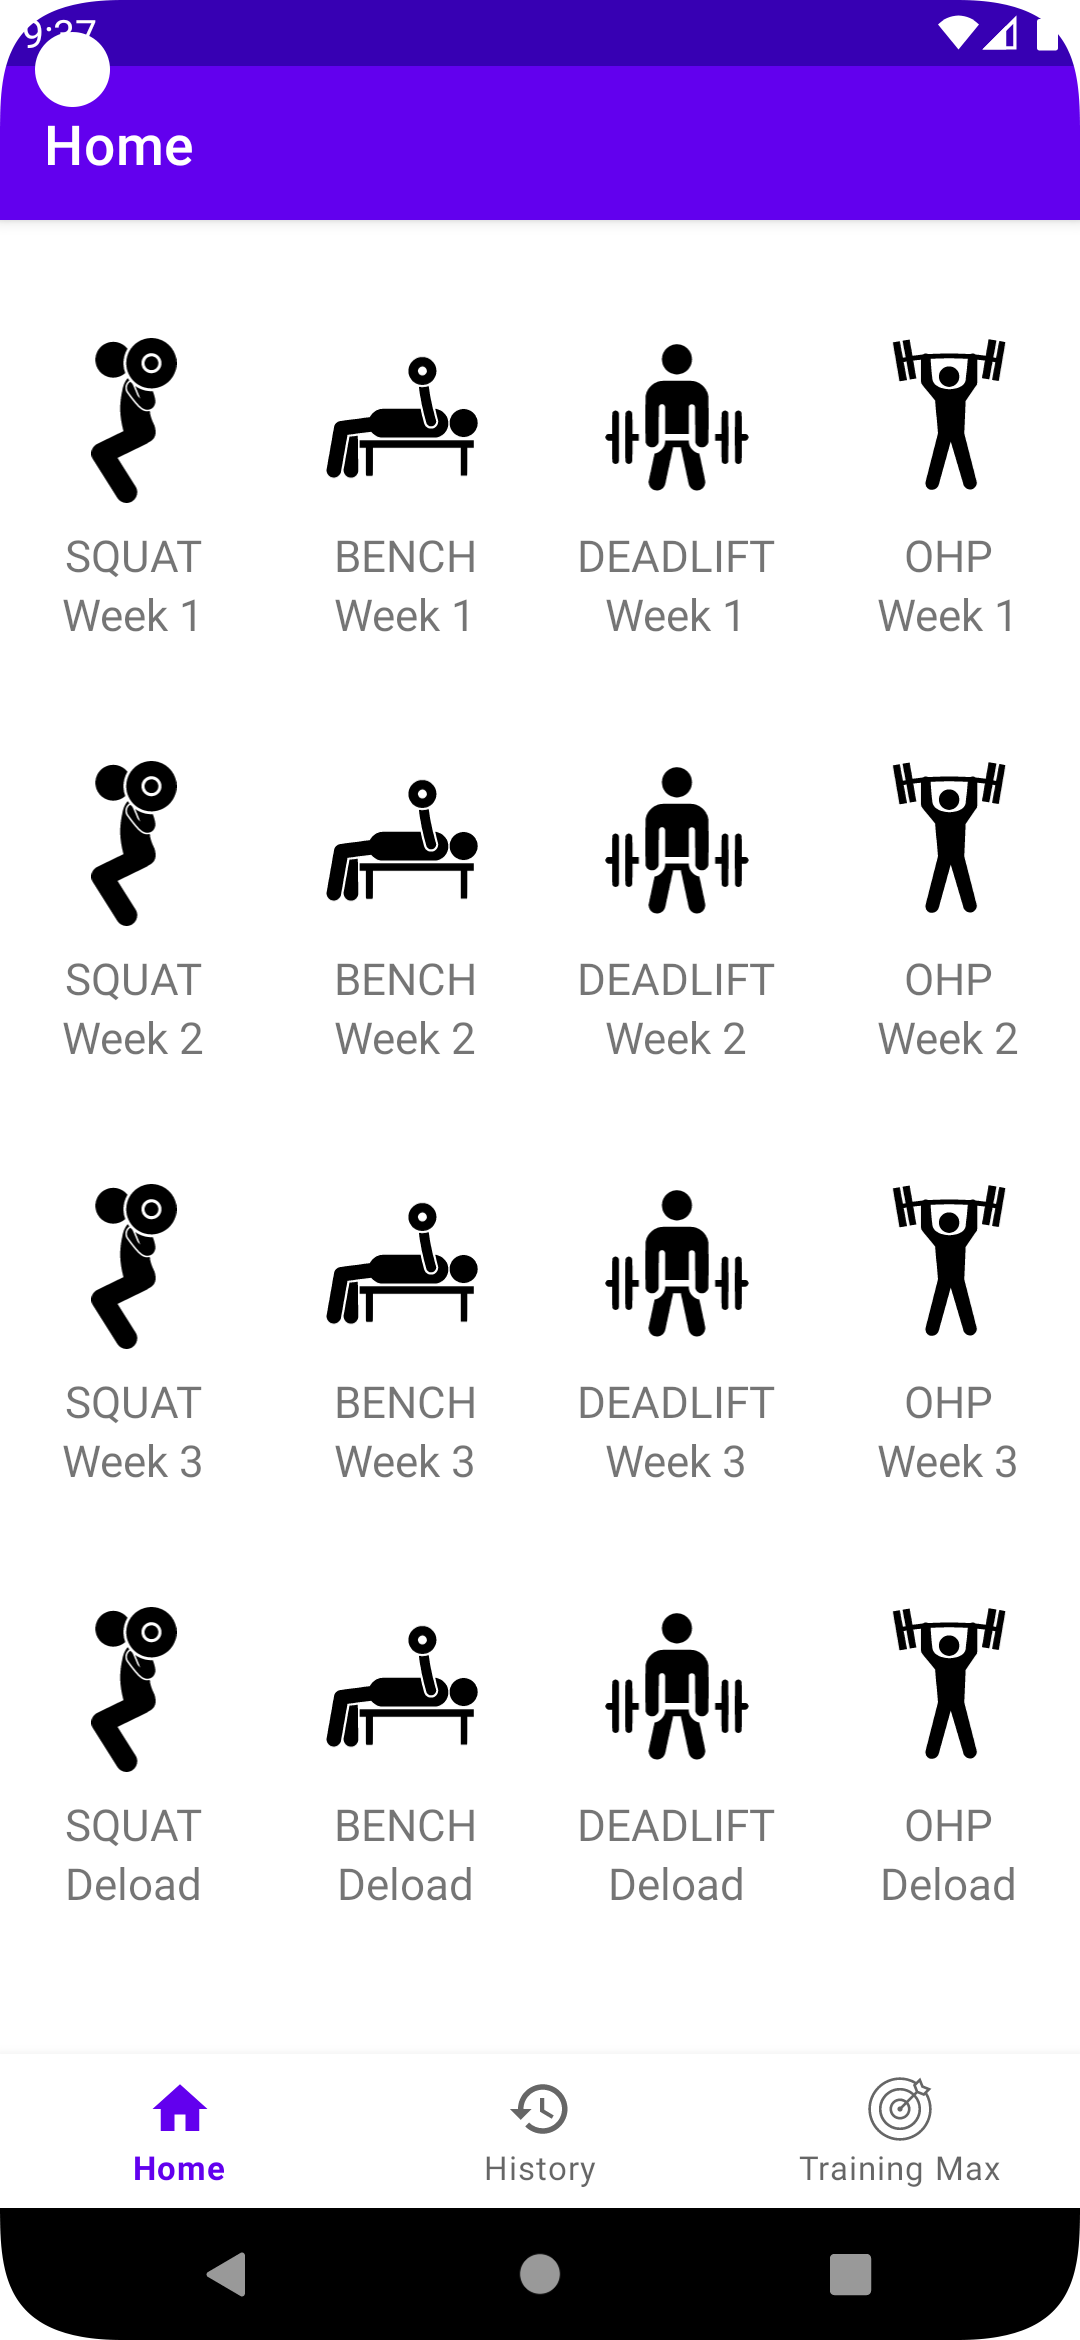 Home
SQUAT BENCH DEADLIFT OHP
Week 1 Week 1 Week 1 Week 1
SQUAT BENCH DEADLIFT OHP
Week 2 Week 2 Week 2 Week 2
SQUAT BENCH DEADLIFT OHP
Week 3 Week 3 Week 3 Week 3
SQUAT BENCH DEADLIFT OHP
Deload Deload Deload Deload
Home History Training Max